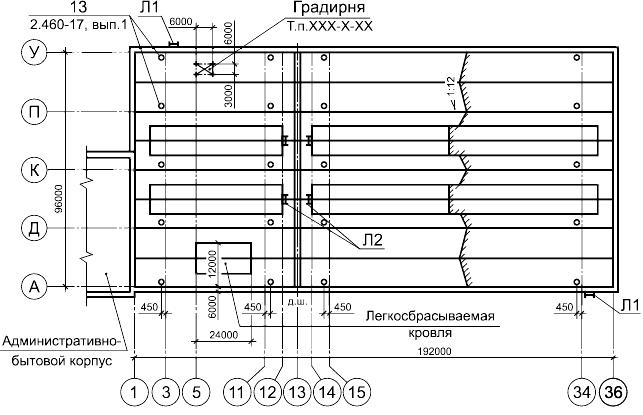 13
2.460-17, вып.1
Л1
6000
Градирня
Т.п.ХХХ-Х-ХХ
6000
3000
У
П
К
Д
А
96000
1:12
Л2
12000
6000
450
450
д.ш.
450
450
Л1
Легкосбрасываемая
кровля
24000
192000
Административно-
бытовой корпус
1
3
5
11
12
13
14
15
34
36